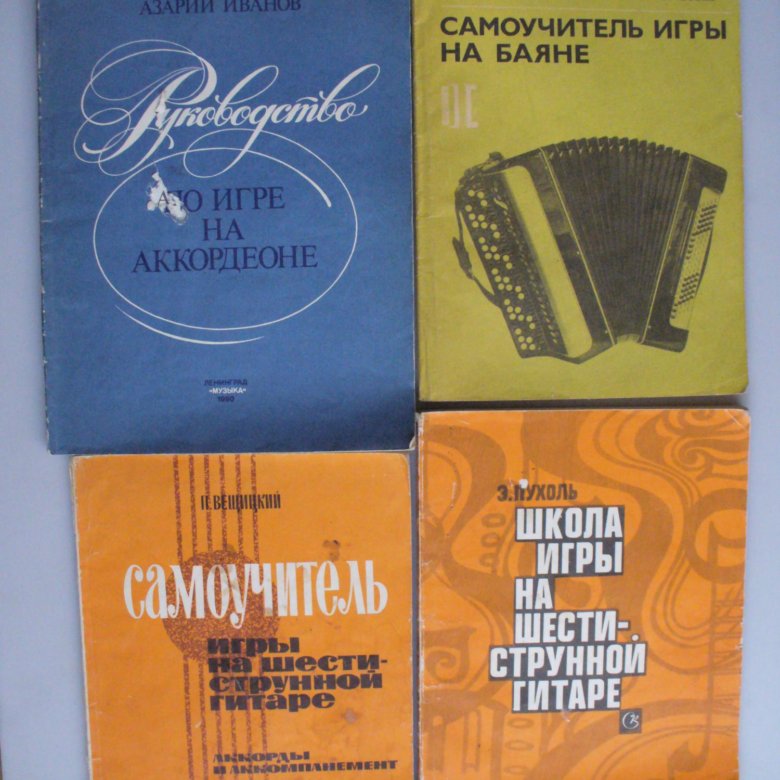 АЗАРИЙ ИВАНОВ
Руководство
ПО ИГРЕ
НА
АККОРДЕОНЕ
ЛЕНИНГРАД
«МУЗЫКА»
1990
САМОУЧИТЕЛЬ ИГРЫ
НА БАЯНЕ
П. ВЕЩИЦКИЙ
САМОУЧИТЕЛЬ
ИГРЫ
НА ШЕСТИ-
СТРУННОЙ
ГИТАРЕ
АККОРДЫ
И АККОМПАНЕМЕНТ
Э. ПУХОЛЬ
ШКОЛА
ИГРЫ
НА
ШЕСТИ-
СТРУННОЙ
ГИТАРЕ